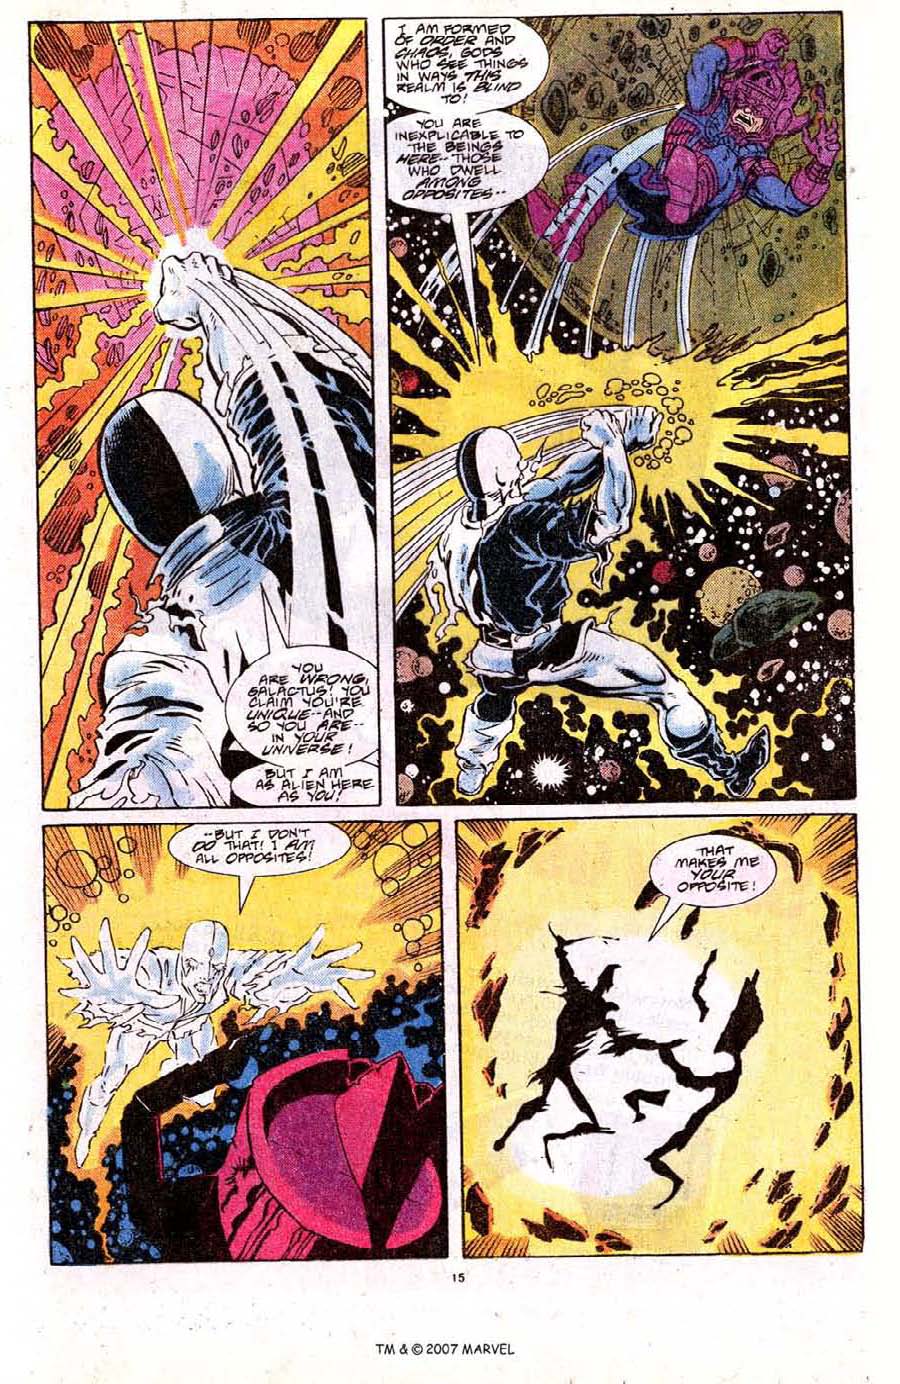 YOU
ARE WRONG,
GALACTUS! YOU
CLAIM YOU'RE
UNIQUE--AND
SO YOU ARE--
IN YOUR
UNIVERSE!
BUT I AM
AS ALIEN HERE
AS YOU!
I AM FORMED
OF ORDER AND
CHAOS, GODS
WHO SEE THINGS
IN WAYS THIS
REALM IS BLIND
TO!
YOU ARE
INEXPLICABLE TO
THE BEINGS
HERE--THOSE
WHO DWELL
AMONG
OPPOSITES--
--BUT I DON'T
DO THAT! I AM
ALL OPPOSITES!
THAT
MAKES ME
YOUR
OPPOSITE!
15
TM & © 2007 MARVEL